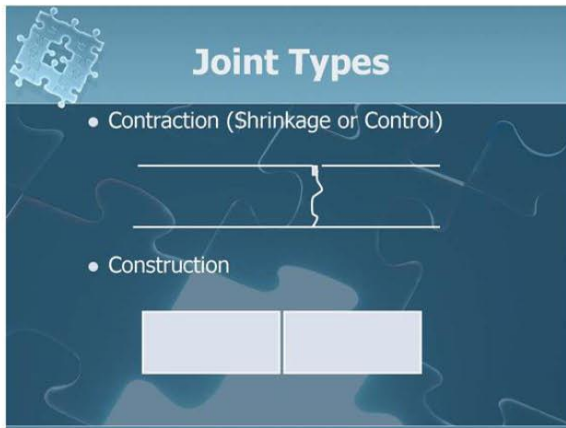 Joint Types
• Contraction (Shrinkage or Control)
• Construction